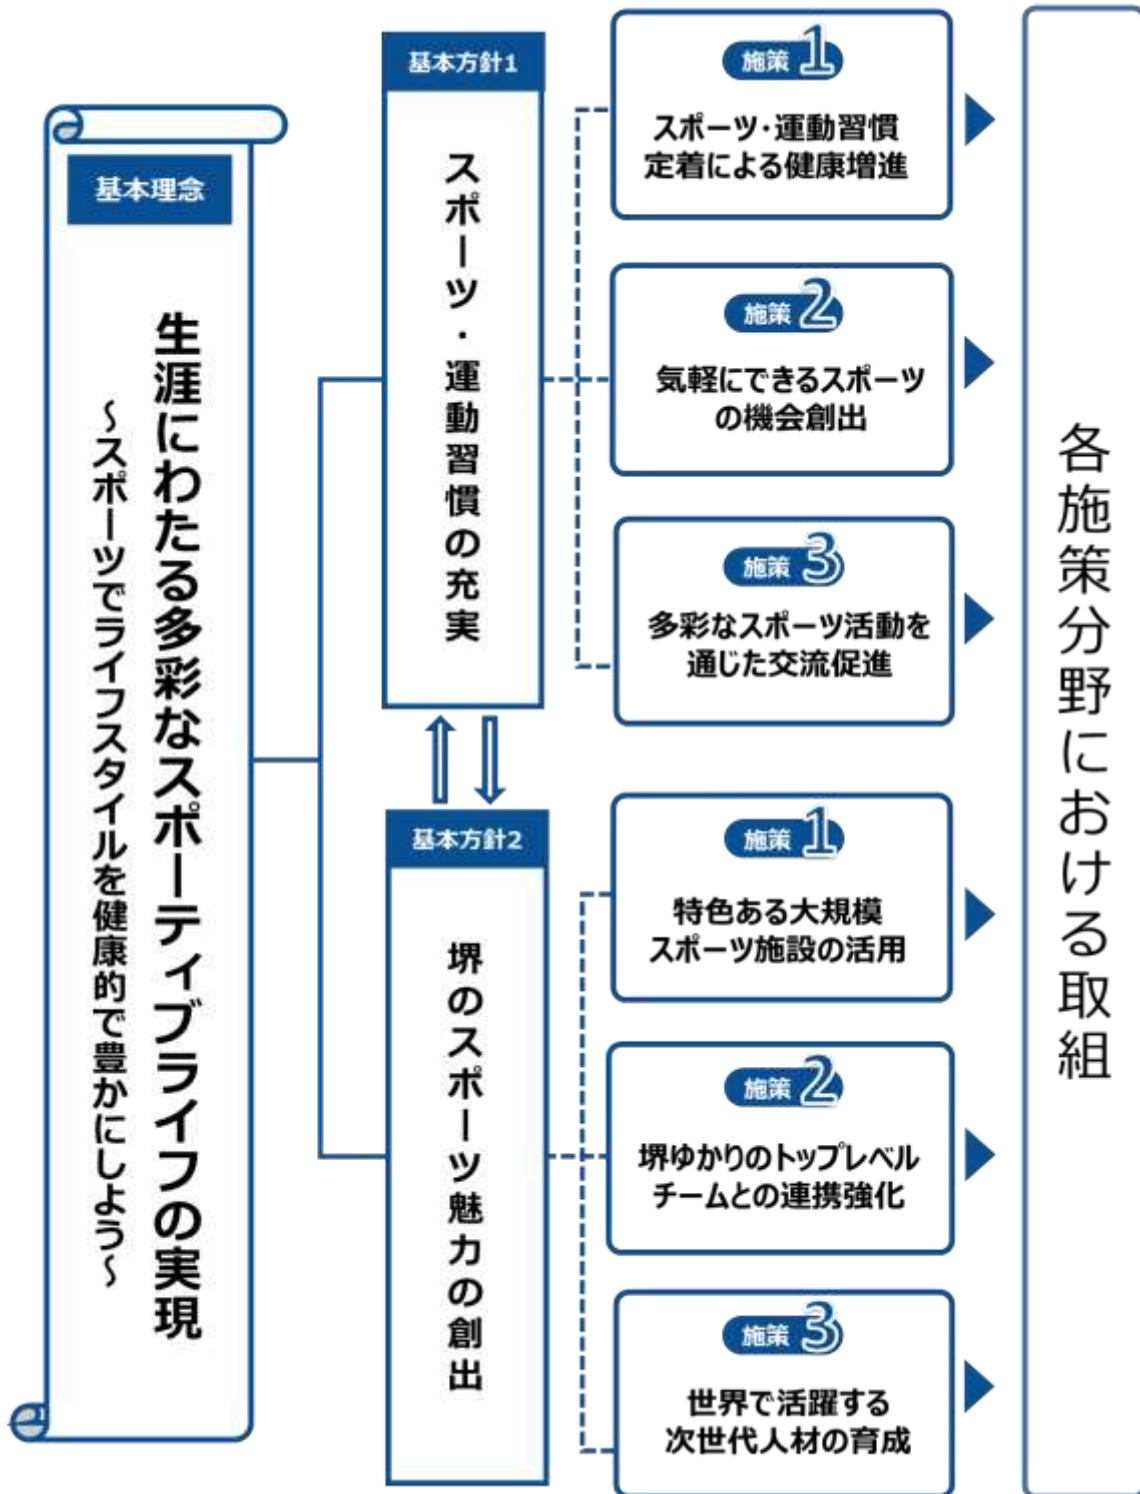 基本理念
生涯にわたる多彩なスポーティブライフの実現
～スポーツでライフスタイルを健康的で豊かにしよう～
基本方針1
スポーツ・運動習慣の充実
施策1
スポーツ・運動習慣
定着による健康増進
施策2
気軽にできるスポーツ
の機会創出
施策3
多彩なスポーツ活動を
通じた交流促進
基本方針2
堺のスポーツ魅力の創出
施策1
特色ある大規模
スポーツ施設の活用
施策2
堺ゆかりのトップレベル
チームとの連携強化
施策3
世界で活躍する
次世代人材の育成
各施策分野における取組